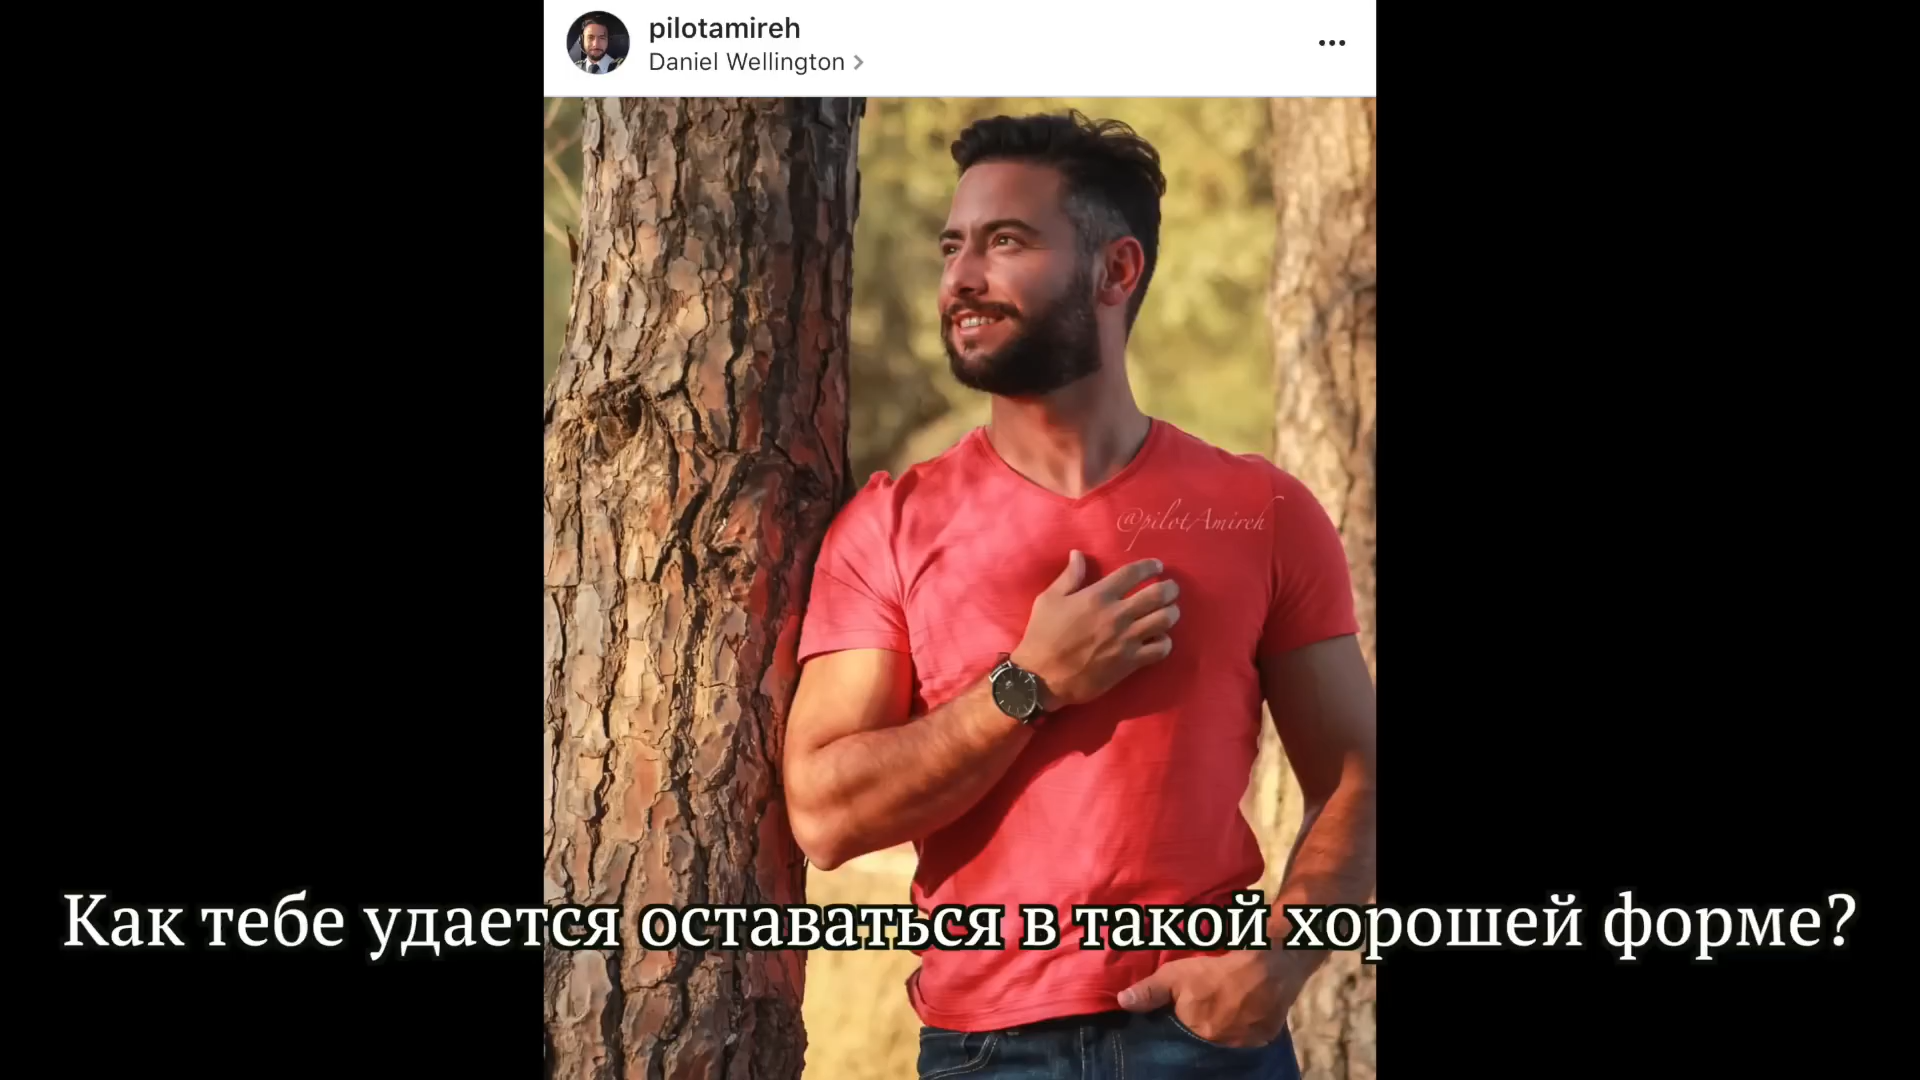 pilotamireh
Daniel Wellington >
@pilotAmireh
Как тебе удается оставаться в такой хорошей форме?